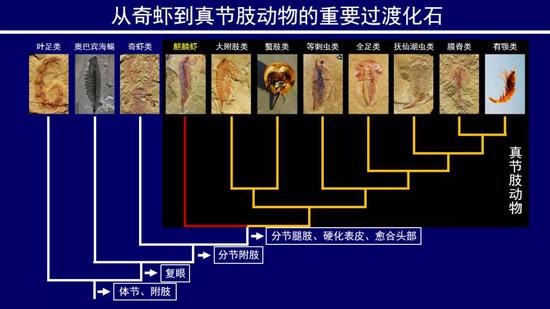 从奇虾到真节肢动物的重要过渡化石
叶足类 奥巴宾海蝎 奇虾类 麒麟虾 大附肢类 螯肢类 等刺虫类 全足类 抚仙湖虫类 膜脊类 有颚类
真节肢动物
分节腿肢、硬化表皮、愈合头部
分节附肢
复眼
体节、附肢